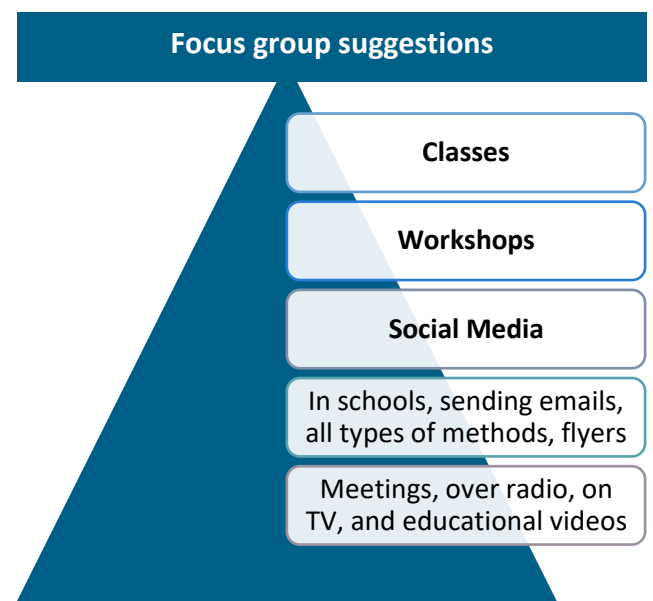 Focus group suggestions
Classes
Workshops
Social Media
In schools, sending emails,
all types of methods, flyers
Meetings, over radio, on
TV, and educational videos